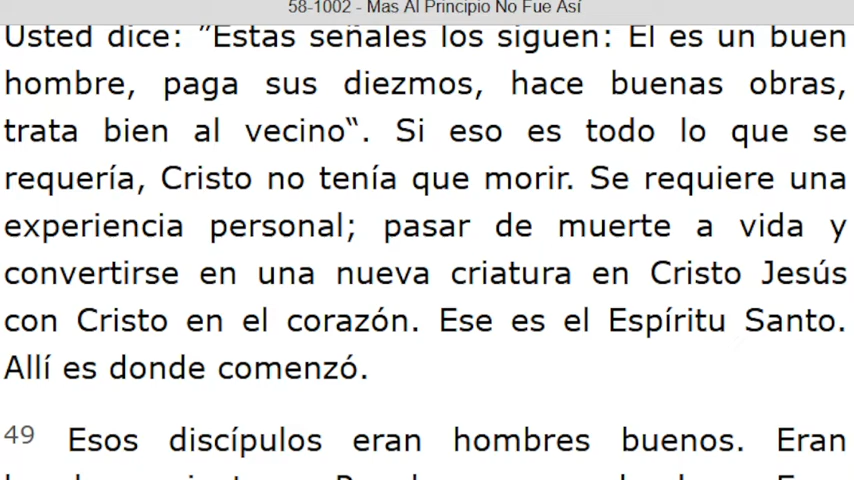 58-1002 - Mas Al Principio No Fue Así
Usted dice: ”Estas señales los siguen: El es un buen
hombre, paga sus diezmos, hace buenas obras,
trata bien al vecino“. Si eso es todo lo que se
requería, Cristo no tenía que morir. Se requiere una
experiencia personal; pasar de muerte a vida y
convertirse en una nueva criatura en Cristo Jesús
con Cristo en el corazón. Ese es el Espíritu Santo.
Allí es donde comenzó.
49 Esos discípulos eran hombres buenos. Eran